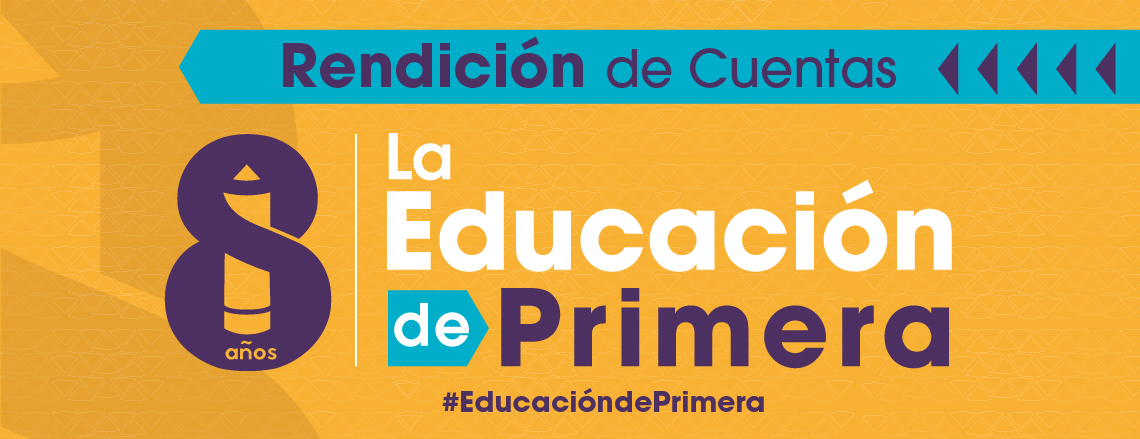 Rendición de Cuentas
8
años
La
Educación
de Primera
#EducacióndePrimera